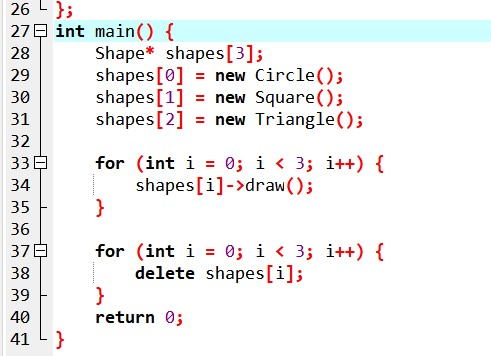 26 };
27 int main() {
28     Shape* shapes[3];
29     shapes[0] = new Circle();
30     shapes[1] = new Square();
31     shapes[2] = new Triangle();
32
33     for (int i = 0; i < 3; i++) {
34         shapes[i]->draw();
35     }
36
37     for (int i = 0; i < 3; i++) {
38         delete shapes[i];
39     }
40     return 0;
41 }